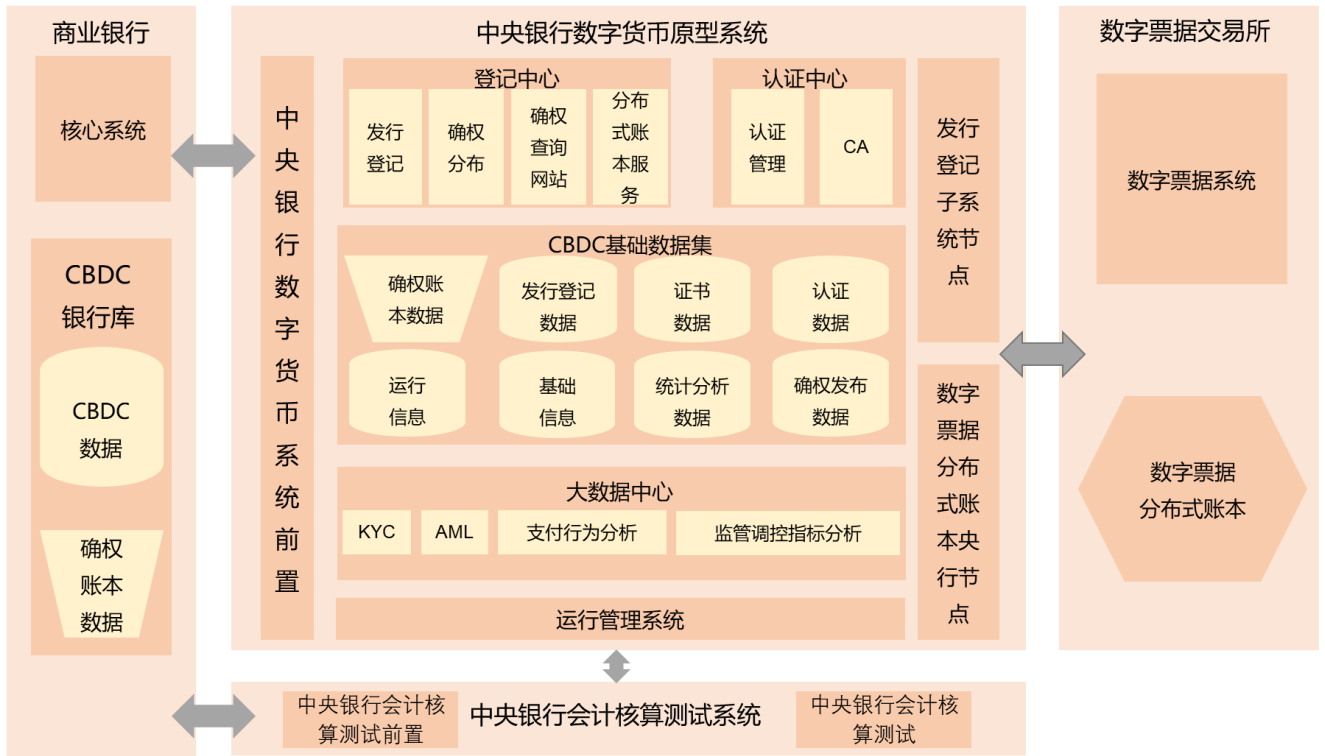 商业银行
核心系统
CBDC
银行库
CBDC
数据
确权
账本
数据
中央银行数字货币原型系统
中
央
银
行
数
字
货
币
系
统
前
置
登记中心
发行
登记
确权
分布
确权
查询
网站
分布
式账
本服
务
认证中心
认证
管理
CA
CBDC基础数据集
确权账
本数据
发行登记
数据
证书
数据
认证
数据
运行
信息
基础
信息
统计分析
数据
确权发布
数据
大数据中心
KYC
AML
支付行为分析
监管调控指标分析
运行管理系统
发行
登记
子系
统节
点
数字
票据
分布
式账
本央
行节
点
数字票据交易所
数字票据系统
数字票据
分布式账本
中央银行会计核
算测试前置
中央银行会计核算测试系统
中央银行会计核
算测试